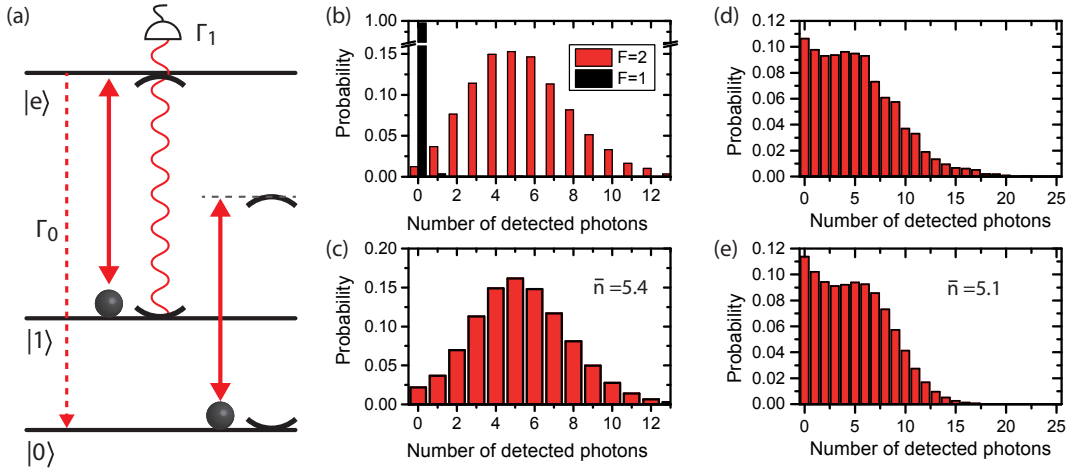 (a)
Γ1
|e⟩
Γ0
|1⟩
|0⟩
(b)
1.00
0.15
0.10
0.05
0.00
Probability
F=2
F=1
0 2 4 6 8 10 12
Number of detected photons
(c)
0.20
0.15
0.10
0.05
0.00
Probability
n̄ =5.4
0 2 4 6 8 10 12
Number of detected photons
(d)
0.12
0.10
0.08
0.06
0.04
0.02
0.00
Probability
0 5 10 15 20 25
Number of detected photons
(e)
0.12
0.10
0.08
0.06
0.04
0.02
0.00
Probability
n̄ =5.1
0 5 10 15 20 25
Number of detected photons